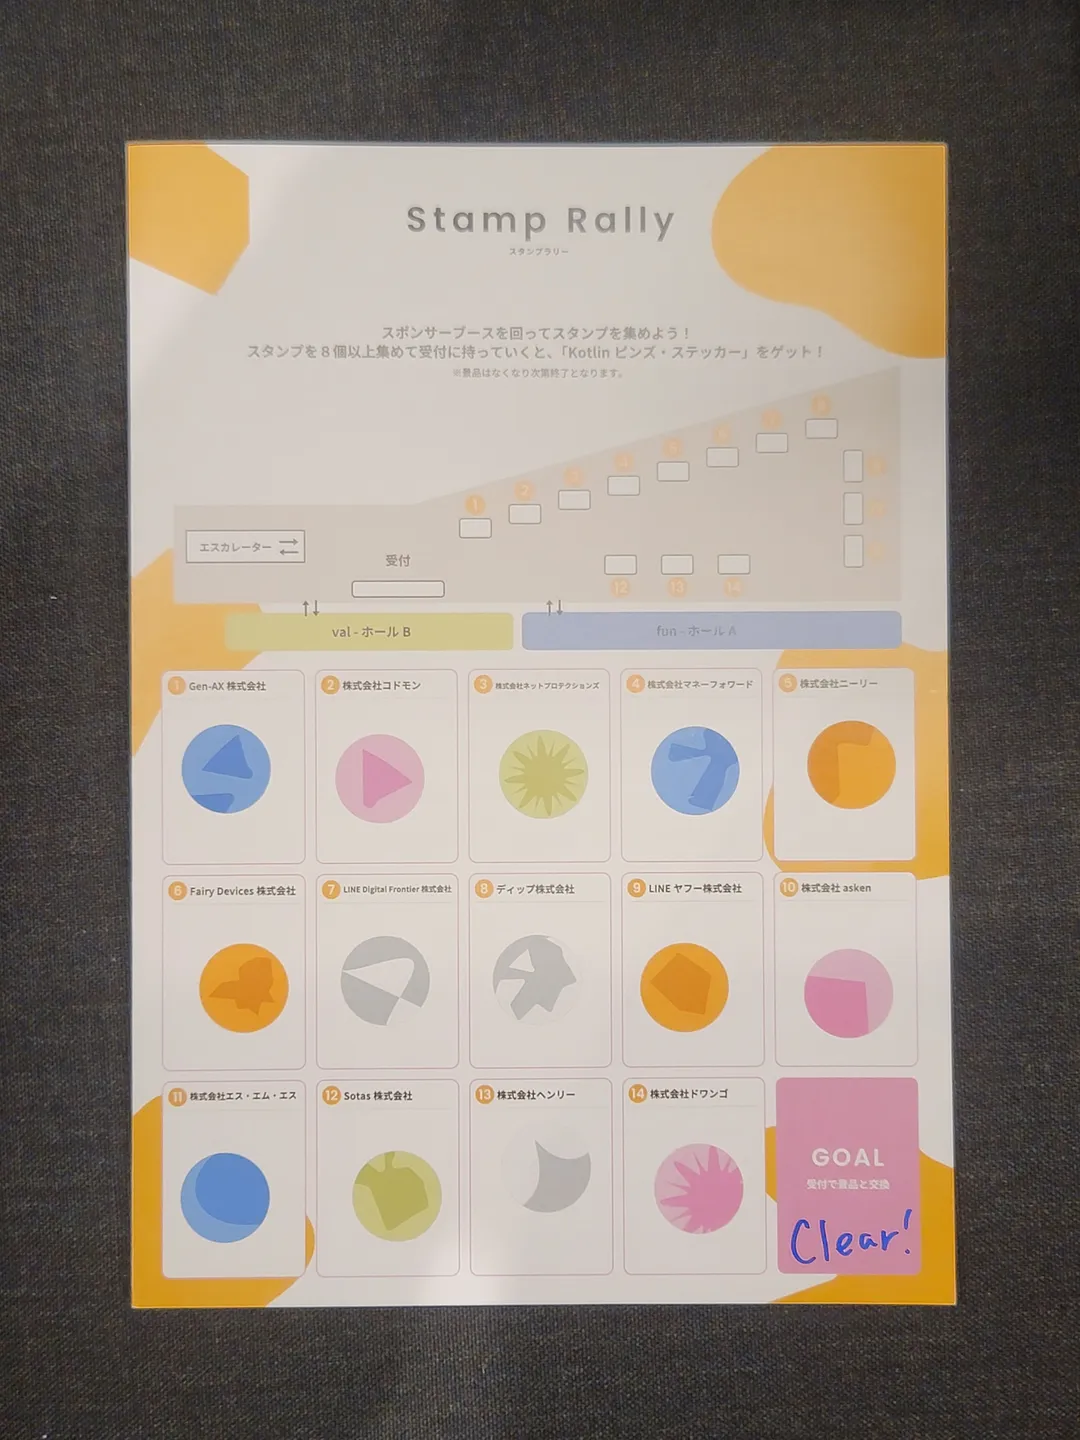 Stamp Rally
スタンプラリー
スポンサーブースを回ってスタンプを集めよう！
スタンプを８個以上集めて受付に持っていくと、「Kotlin ピンズ・ステッカー」をゲット！
※景品はなくなり次第終了となります。
1
2
3
4
5
6
エスカレーター
受付
12
13
14
val - ホール B
fun - ホール A
1 Gen-AX 株式会社
2 株式会社コドモン
3 株式会社ネットプロテクションズ
4 株式会社マネーフォワード
5 株式会社ニーリー
6 Fairy Devices 株式会社
7 LINE Digital Frontier 株式会社
8 ディップ株式会社
9 LINE ヤフー株式会社
10 株式会社 asken
11 株式会社エス・エム・エス
12 Sotas 株式会社
13 株式会社ヘンリー
14 株式会社ドワンゴ
GOAL
受付で景品と交換
Clear!